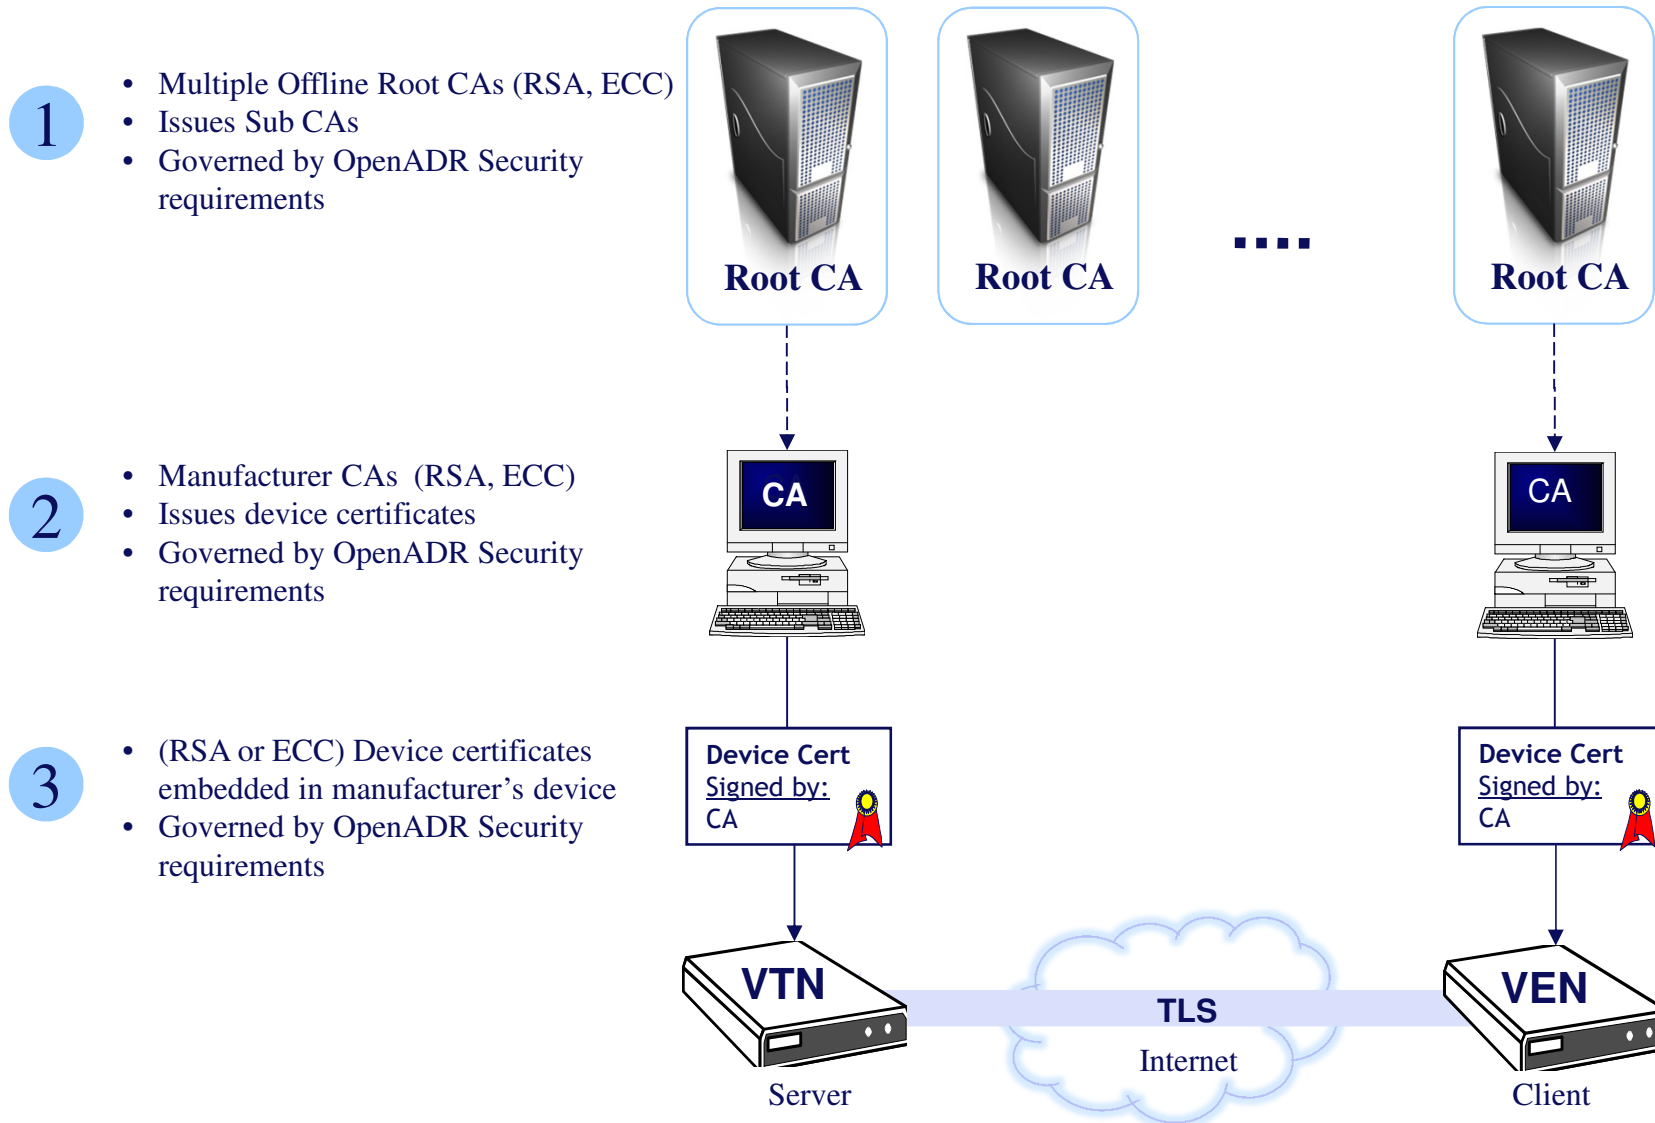 1
• Multiple Offline Root CAs (RSA, ECC)
• Issues Sub CAs
• Governed by OpenADR Security
requirements
Root CA
Root CA
....
Root CA
2
• Manufacturer CAs (RSA, ECC)
• Issues device certificates
• Governed by OpenADR Security
requirements
CA
CA
3
• (RSA or ECC) Device certificates
embedded in manufacturer’s device
• Governed by OpenADR Security
requirements
Device Cert
Signed by:
CA
Device Cert
Signed by:
CA
VTN
TLS
VEN
Internet
Server
Client